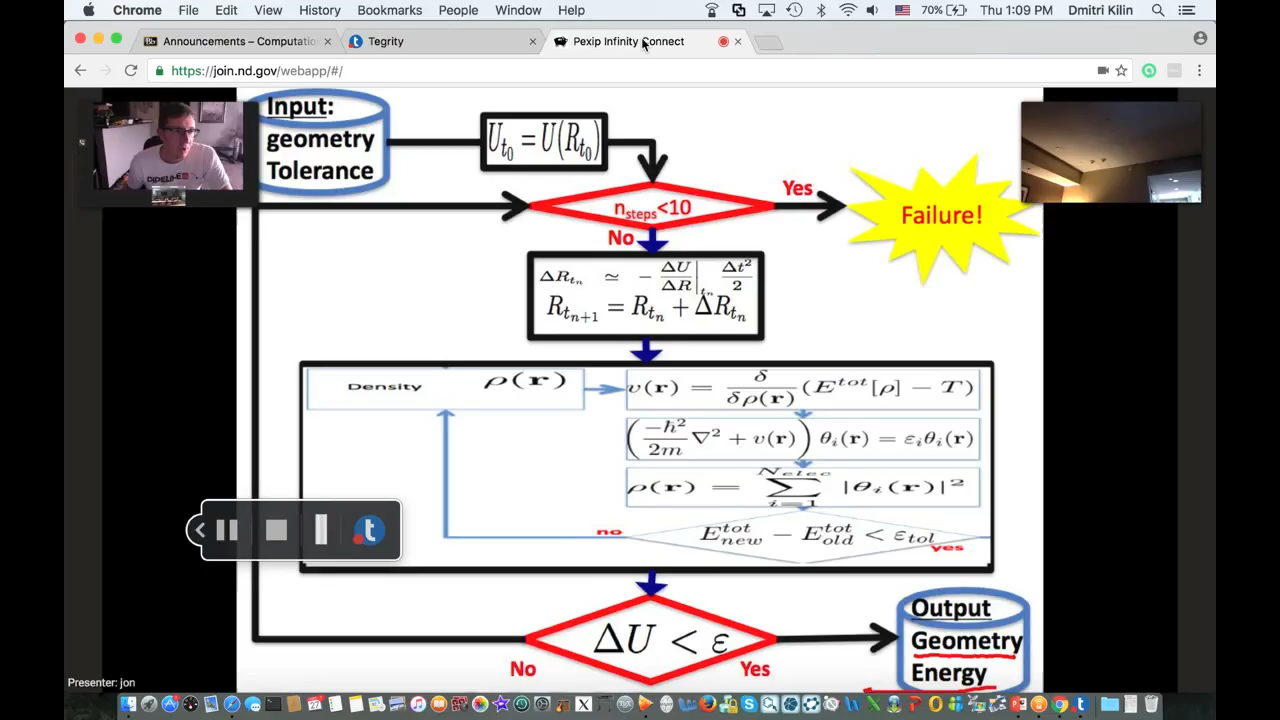 Chrome File Edit View History Bookmarks People Window Help 70% Thu 1:09 PM Dmitri Kilin
Announcements – Computatio
Tegrity
Pexip Infinity Connect
https://join.nd.gov/webapp/#/
Input:
geometry
Tolerance
PIPELINE
U_{t_0} = U(R_{t_0})
n_{steps}<10
Yes
Failure!
No
ΔR_{t_n} ≃ − ΔU/ΔR|_{t_n} Δt²/2
R_{t_{n+1}} = R_{t_n} + ΔR_{t_n}
Density ρ(r)
v(r) = δ/δρ(r) (E^{tot}[ρ] − T)
(−ħ²/2m ∇² + v(r)) θ_i(r) = ε_iθ_i(r)
ρ(r) = ∑_{i=1}^{Nelec} |θ_i(r)|²
no
E^{tot}_{new} − E^{tot}_{old} < ε_{tol}
yes
t
ΔU < ε
No
Yes
Output
Geometry
Energy
Presenter: jon